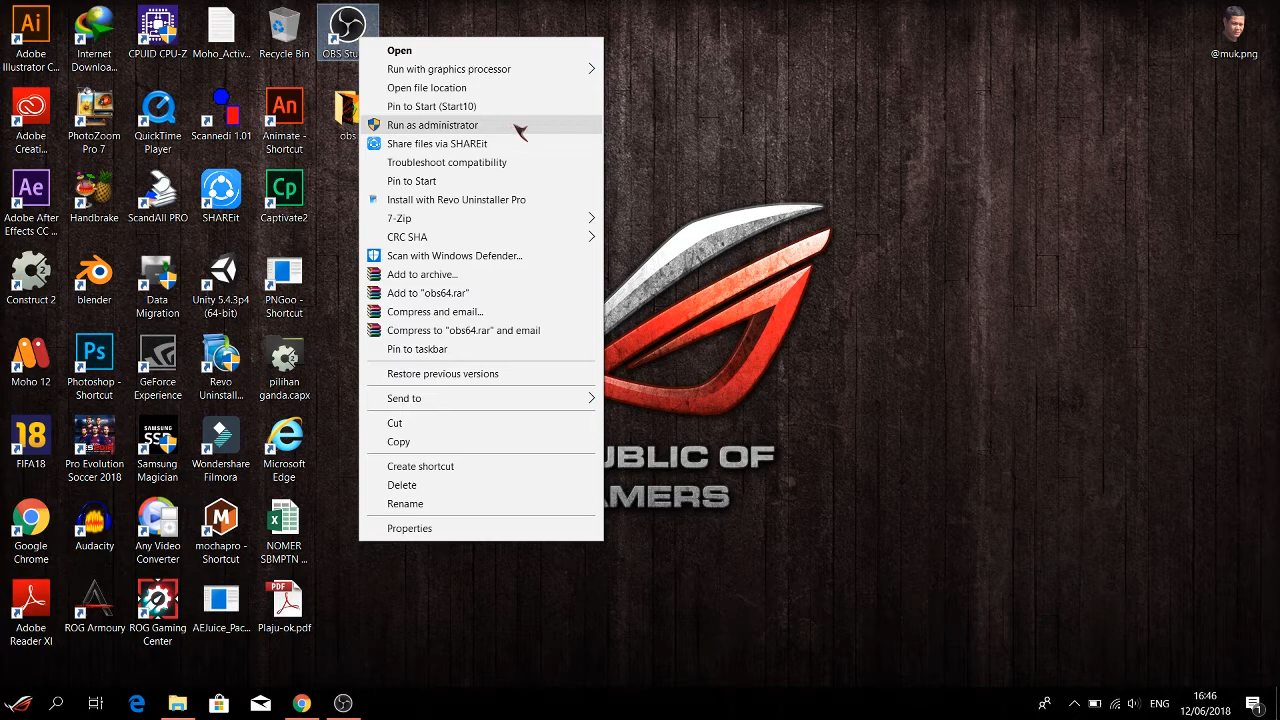 Adobe
Illustrator C...
Internet
Downloa...
CPUID CPU-Z
Moho_Activ...
Recycle Bin
OBS Stu
@muk.png
Adobe
Creati...
PhotoZoom
Pro 7
QuickTime
Player
Scannedi 1.01
Animate -
Shortcut
obs
Adobe After
Effects CC ...
Handbrake
ScandAll PRO
SHAREit
Captivate2
Construct 2
blender
Data
Migration
Unity 5.4.3p4
(64-bit)
PNGoo -
Shortcut
Moho 12
Photoshop -
Shortcut
GeForce
Experience
Revo
Uninstall...
pilihan
ganda.capx
FIFA18
Pro Evolution
Soccer 2018
Samsung
Magician
Wondershare
Filmora
Microsoft
Edge
Google
Chrome
Audacity
Any Video
Converter
mochapro -
Shortcut
NOMER
SBMPTN ...
Adobe
Reader XI
ROG Armoury
ROG Gaming
Center
AEJuice_Pac...
Plaju-ok.pdf
Open
Run with graphics processor
Open file location
Pin to Start (Start10)
Run as administrator
Share files via SHAREit
Troubleshoot compatibility
Pin to Start
Install with Revo Uninstaller Pro
7-Zip
CRC SHA
Scan with Windows Defender...
Add to archive...
Add to "obs64.rar"
Compress and email...
Compress to "obs64.rar" and email
Pin to taskbar
Restore previous versions
Send to
Cut
Copy
Create shortcut
Delete
Rename
Properties
UBLIC OF
AMERS
ENG
16:46
12/06/2018